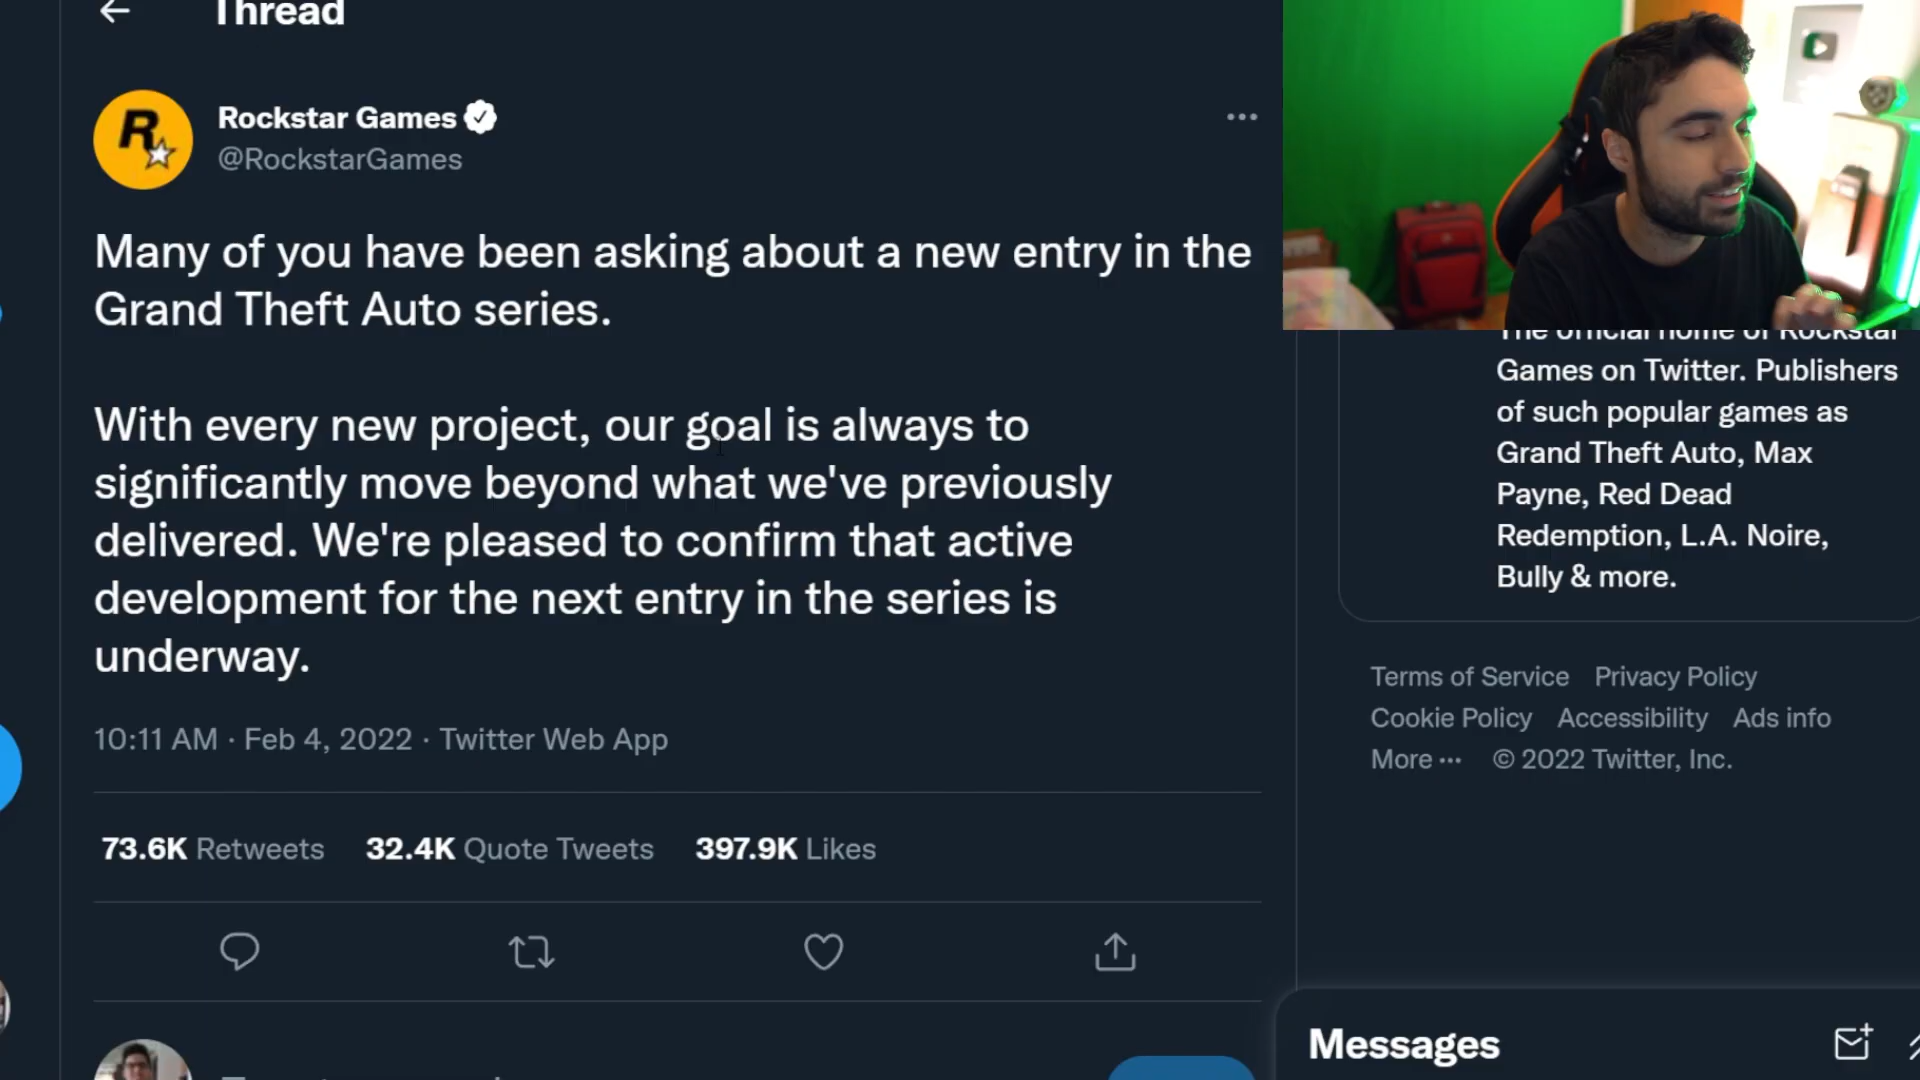 Thread
Rockstar Games
@RockstarGames
Many of you have been asking about a new entry in the
Grand Theft Auto series.
With every new project, our goal is always to
significantly move beyond what we've previously
delivered. We're pleased to confirm that active
development for the next entry in the series is
underway.
10:11 AM · Feb 4, 2022 · Twitter Web App
73.6K Retweets 32.4K Quote Tweets 397.9K Likes
The official home of Rockstar
Games on Twitter. Publishers
of such popular games as
Grand Theft Auto, Max
Payne, Red Dead
Redemption, L.A. Noire,
Bully & more.
Terms of Service Privacy Policy
Cookie Policy Accessibility Ads info
More ··· © 2022 Twitter, Inc.
Messages